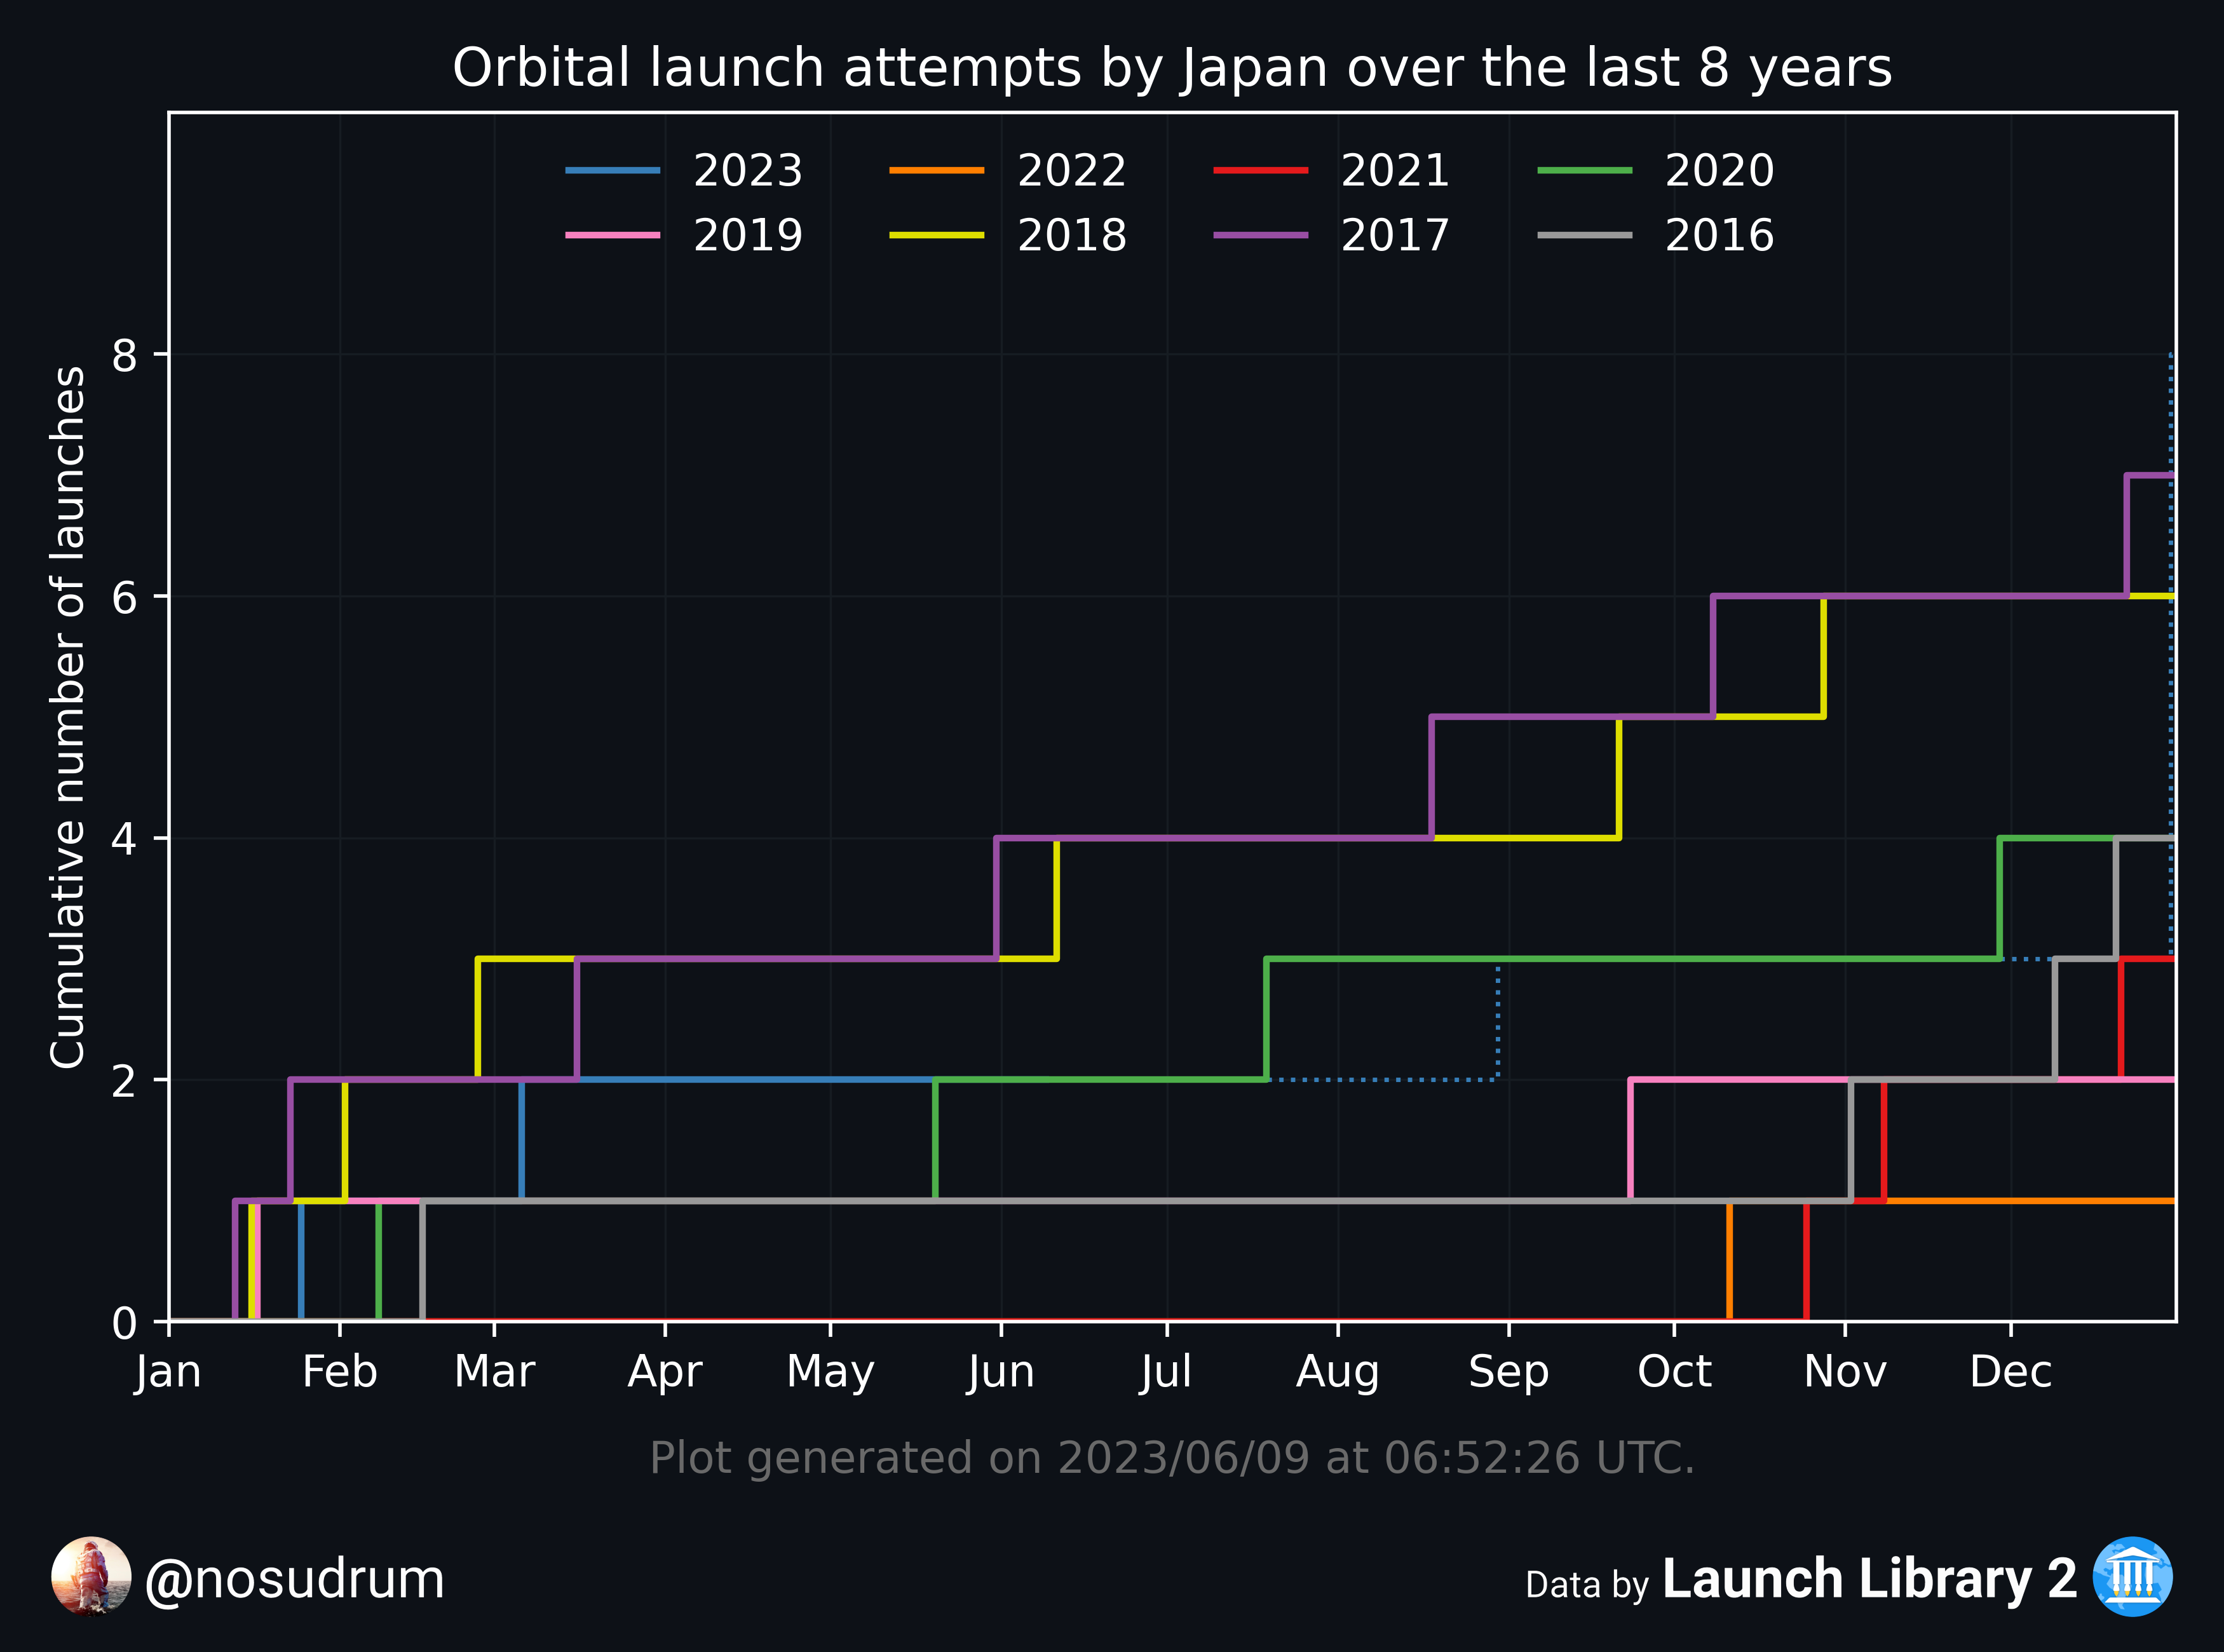 Orbital launch attempts by Japan over the last 8 years
2023 2022 2021 2020
2019 2018 2017 2016
Cumulative number of launches
8
6
4
2
0
Jan Feb Mar Apr May Jun Jul Aug Sep Oct Nov Dec
Plot generated on 2023/06/09 at 06:52:26 UTC.
@nosudrum
Data by Launch Library 2